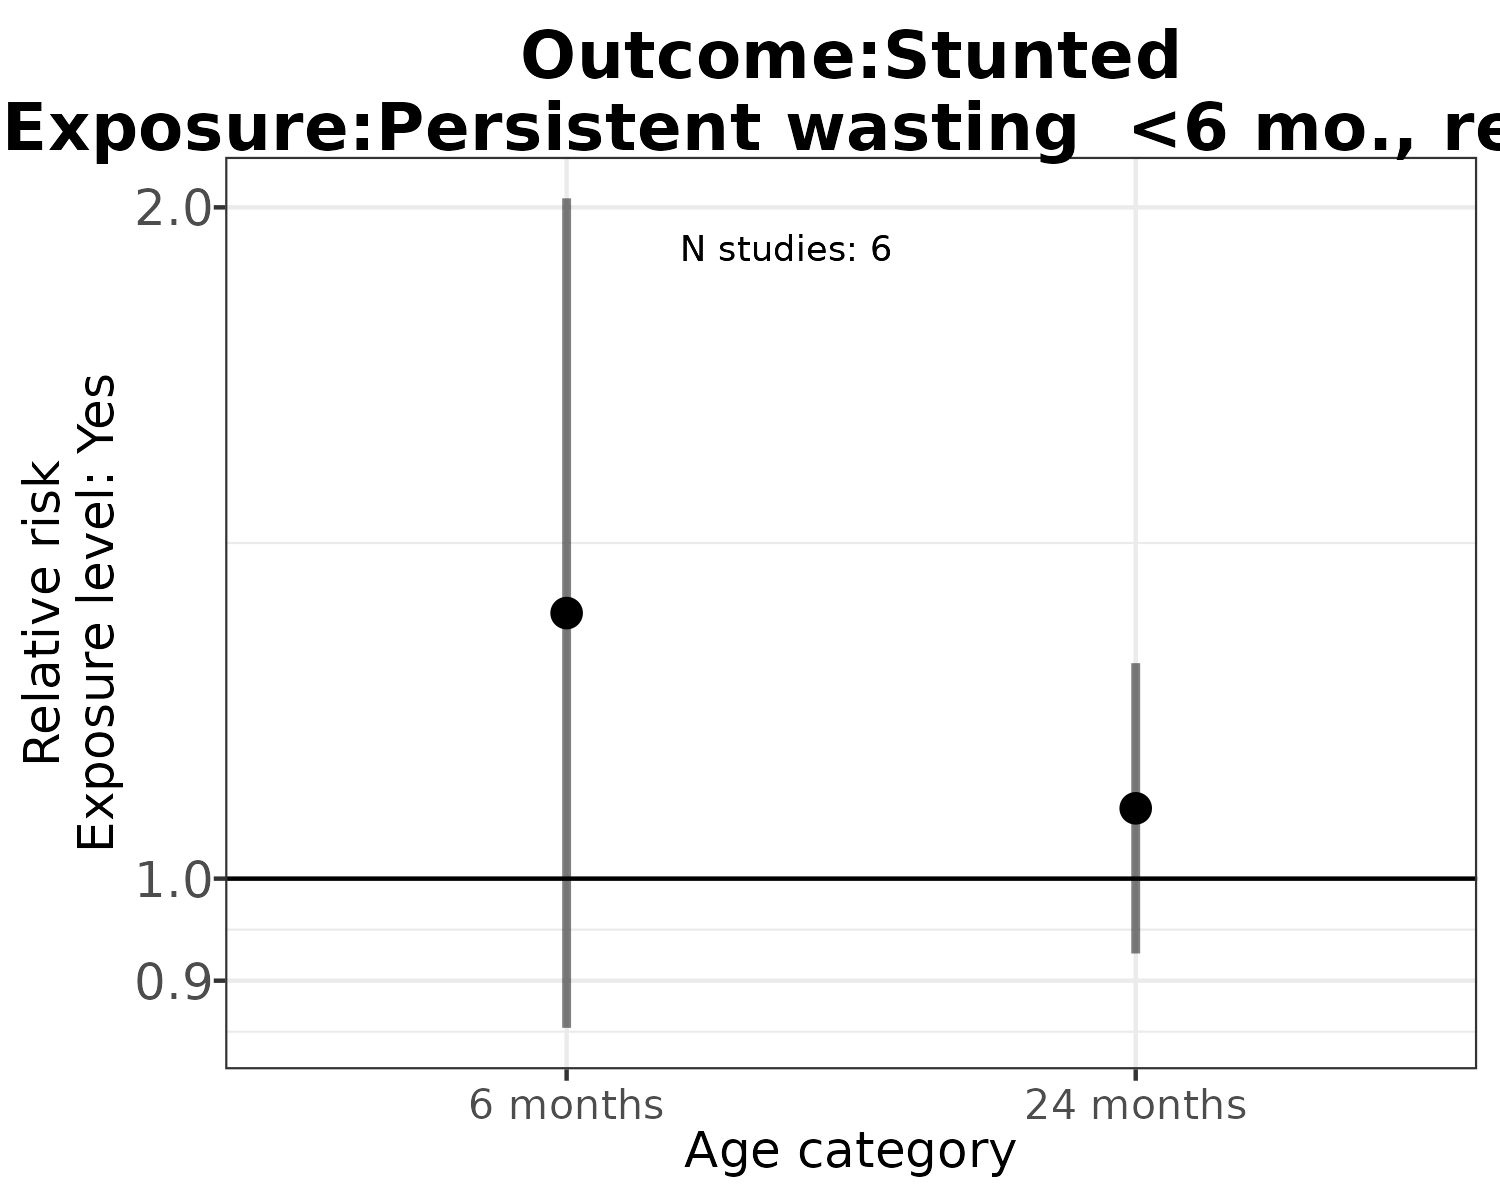 Outcome:Stunted
Exposure:Persistent wasting  <6 mo., re
2.0
N studies: 6
Relative risk
Exposure level: Yes
1.0
0.9
6 months
24 months
Age category